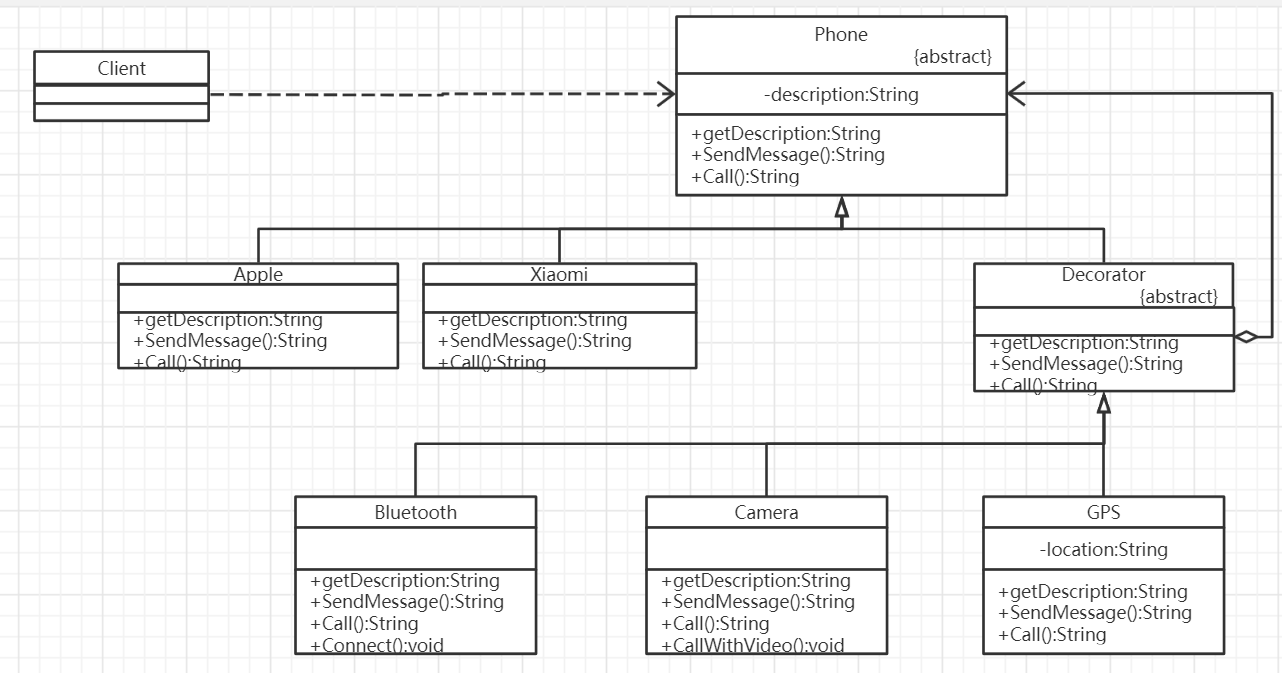 Client
Phone
{abstract}
-description:String
+getDescription:String
+SendMessage():String
+Call():String
Apple
+getDescription:String
+SendMessage():String
+Call():String
Xiaomi
+getDescription:String
+SendMessage():String
+Call():String
Decorator
{abstract}
+getDescription:String
+SendMessage():String
+Call():String
Bluetooth
+getDescription:String
+SendMessage():String
+Call():String
+Connect():void
Camera
+getDescription:String
+SendMessage():String
+Call():String
+CallWithVideo():void
GPS
-location:String
+getDescription:String
+SendMessage():String
+Call():String